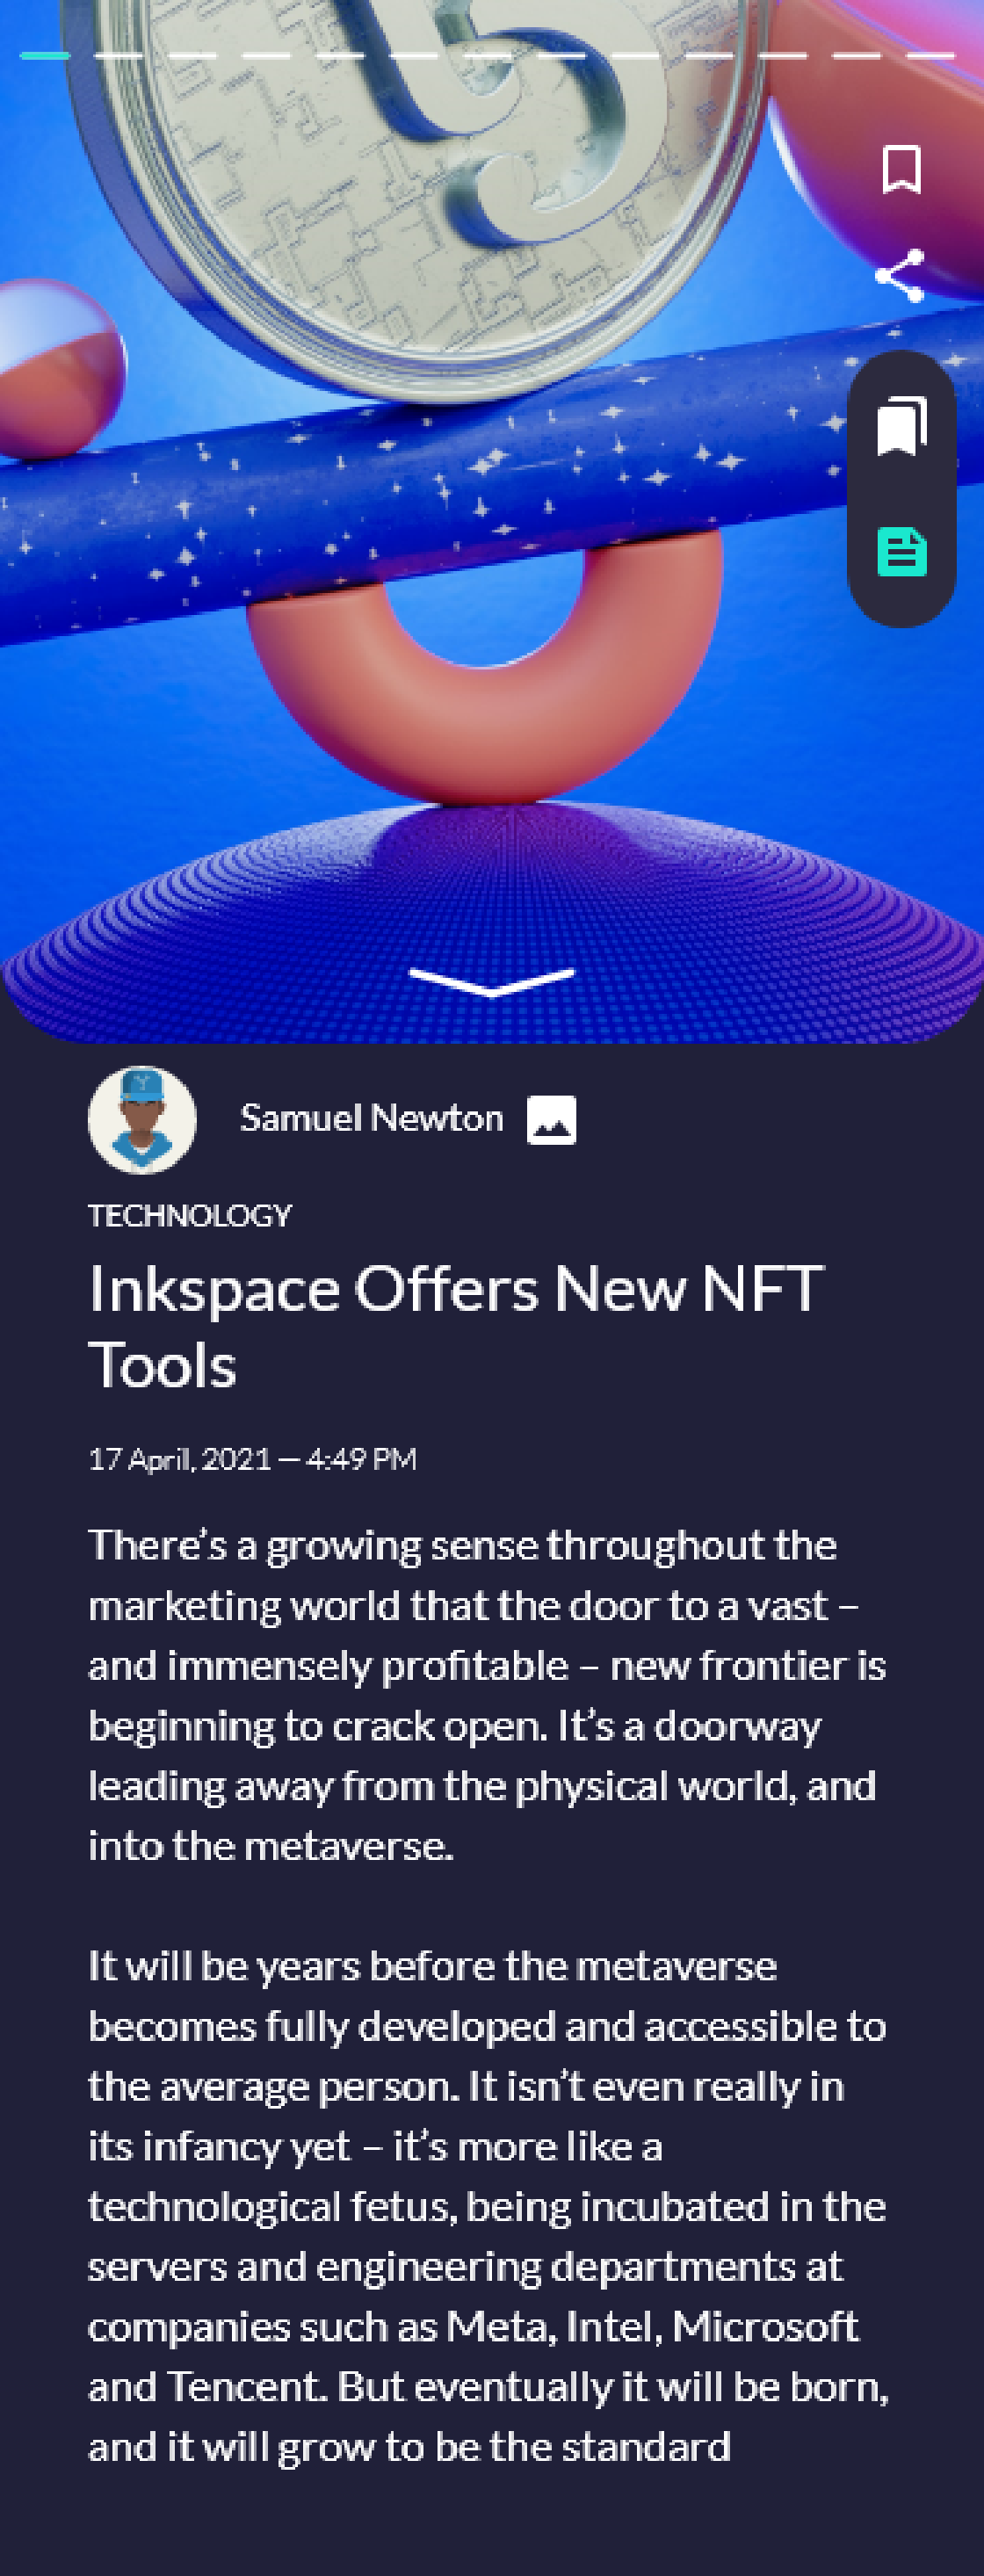 Samuel Newton
TECHNOLOGY
Inkspace Offers New NFT
Tools
17 April, 2021 — 4:49 PM
There’s a growing sense throughout the
marketing world that the door to a vast –
and immensely profitable – new frontier is
beginning to crack open. It’s a doorway
leading away from the physical world, and
into the metaverse.
It will be years before the metaverse
becomes fully developed and accessible to
the average person. It isn’t even really in
its infancy yet – it’s more like a
technological fetus, being incubated in the
servers and engineering departments at
companies such as Meta, Intel, Microsoft
and Tencent. But eventually it will be born,
and it will grow to be the standard